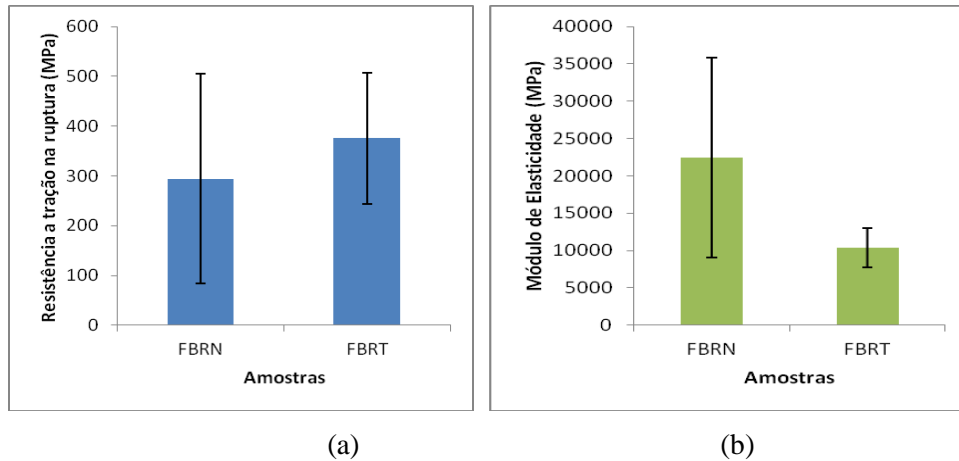 Resistência a tração na ruptura (MPa)
600
500
400
300
200
100
0
FBRN FBRT
Amostras
Módulo de Elasticidade (MPa)
40000
35000
30000
25000
20000
15000
10000
5000
0
FBRN FBRT
Amostras
(a) (b)